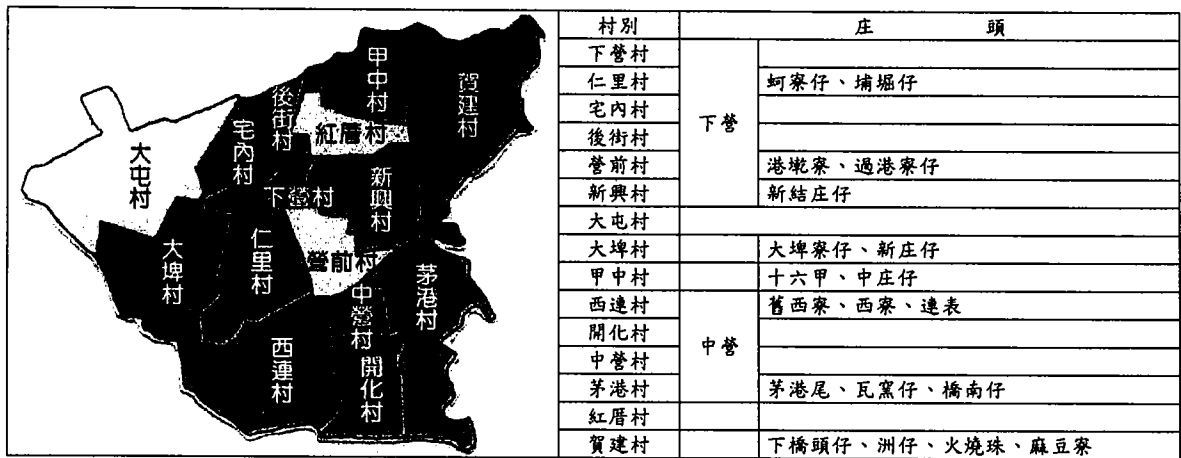 甲中村
賀建村
後街村
紅厝村
宅內村
大屯村
下營村
新興村
仁里村
大埤村
營前村
茅港村
中營村
西連村
開化村
村別 庄頭
下營村
仁里村 蚵寮仔、埔堀仔
宅內村
後街村
下營
營前村 港墘寮、過港寮仔
新興村 新結庄仔
大屯村
大埤村 大埤寮仔、新庄仔
甲中村 十六甲、中庄仔
西連村 舊西寮、西寮、連表
開化村
中營
中營村
茅港村 茅港尾、瓦窯仔、橋南仔
紅厝村
賀建村 下橋頭仔、洲仔、火燒珠、麻豆寮